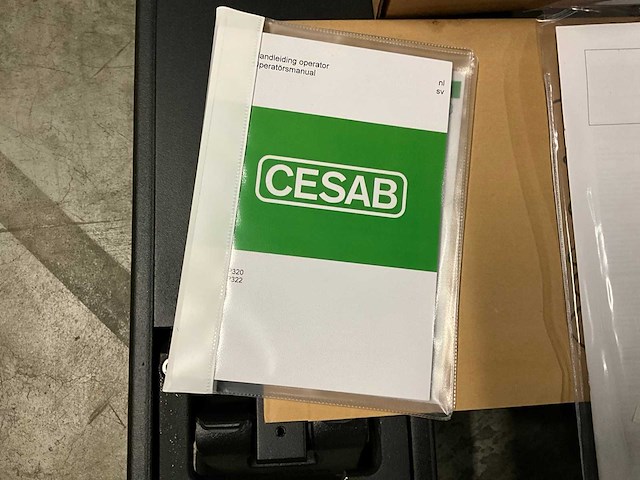 andleiding operator
peratörsmanual
nl
sv
CESAB
320
322